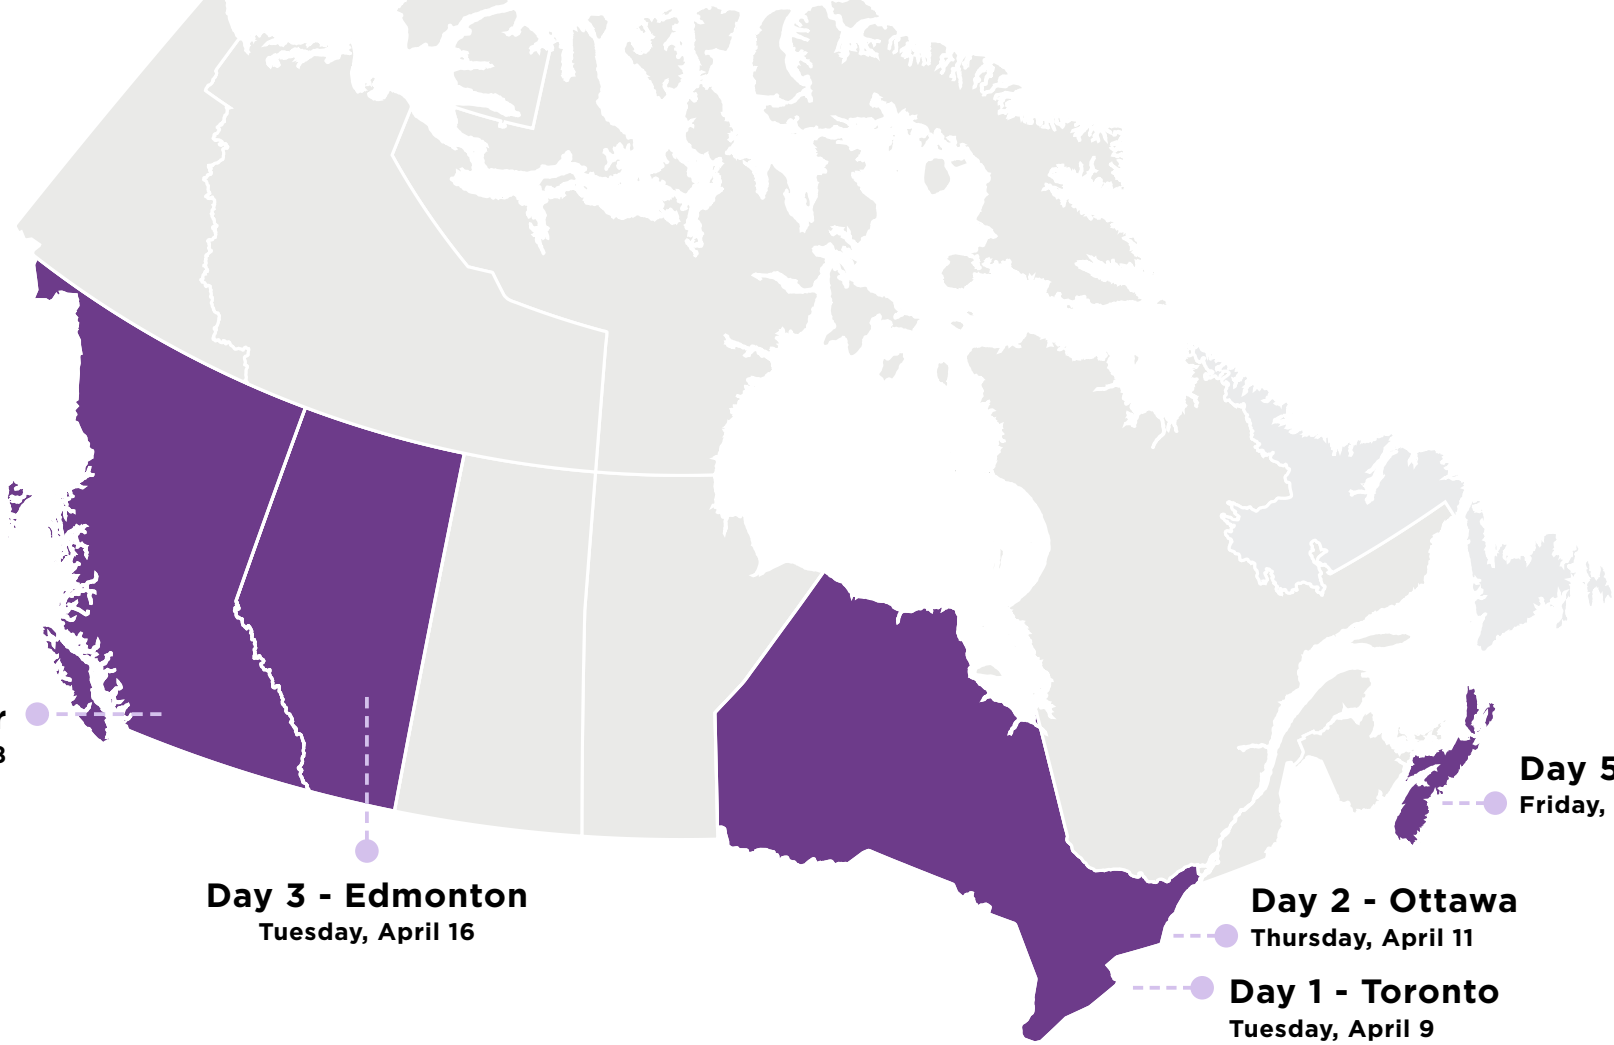 Day 5
Friday,
Day 3 - Edmonton
Tuesday, April 16
Day 2 - Ottawa
Thursday, April 11
Day 1 - Toronto
Tuesday, April 9